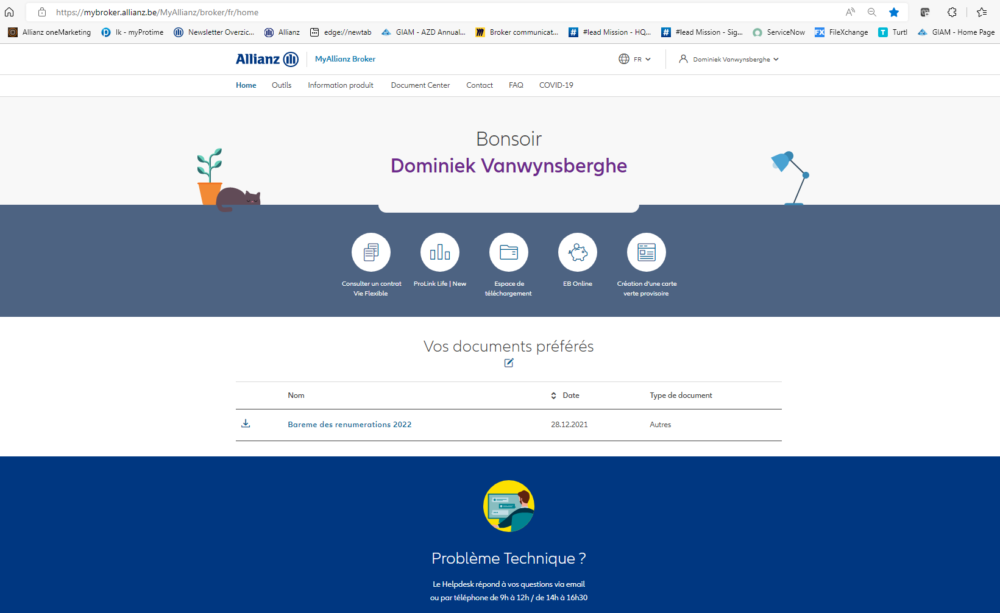 https://mybroker.allianz.be/MyAllianz/broker/fr/home
Allianz oneMarketing
Ik - myProtime
Newsletter Overzic...
Allianz
edge://newtab
GIAM - AZD Annual...
Broker communicat...
#lead Mission - HQ...
#lead Mission - Sig...
ServiceNow
FX FileXchange
T Turtl
GIAM - Home Page
Allianz
MyAllianz Broker
FR
Dominiek Vanwynsberghe
Home
Outils
Information produit
Document Center
Contact
FAQ
COVID-19
Bonsoir
Dominiek Vanwynsberghe
Consulter un contrat
Vie Flexible
ProLink Life | New
Espace de
téléchargement
EB Online
Création d'une carte
verte provisoire
Vos documents préférés
Nom
Date
Type de document
Bareme des renumerations 2022
28.12.2021
Autres
Problème Technique ?
Le Helpdesk répond à vos questions via email
ou par téléphone de 9h à 12h / de 14h à 16h30